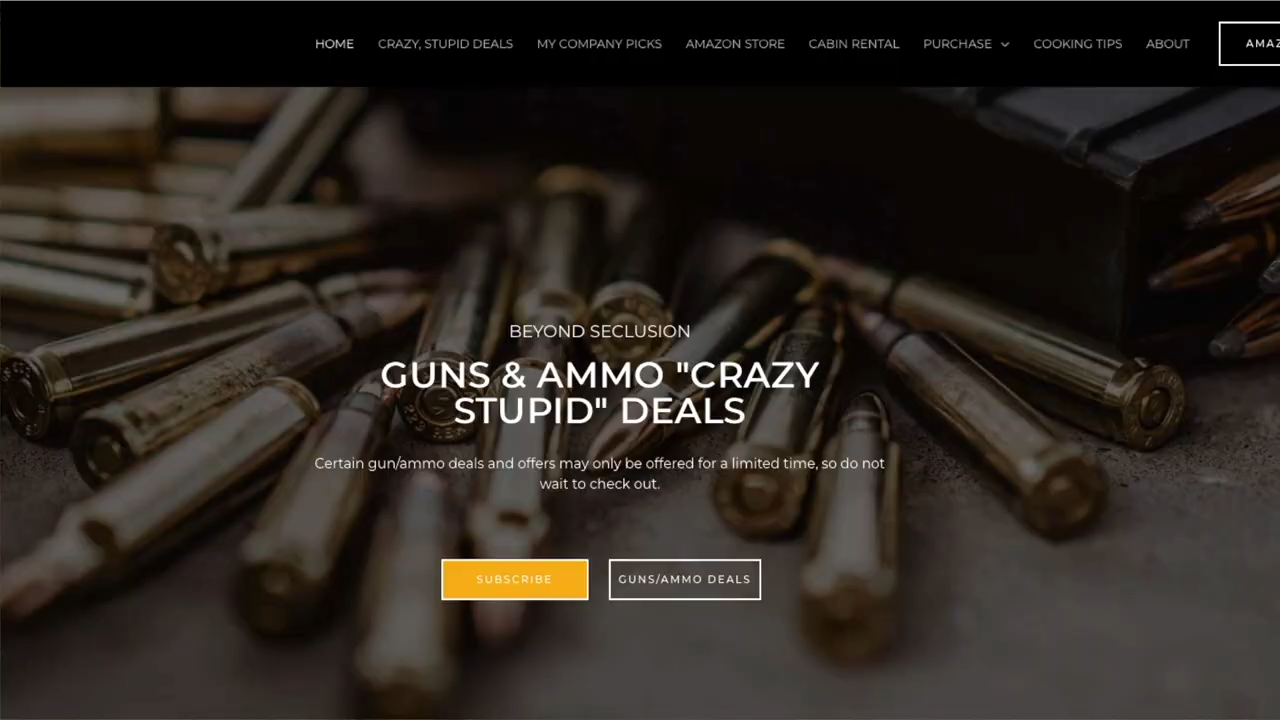 HOME CRAZY, STUPID DEALS MY COMPANY PICKS AMAZON STORE CABIN RENTAL PURCHASE COOKING TIPS ABOUT AMAZ
BEYOND SECLUSION
GUNS & AMMO "CRAZY
STUPID" DEALS
Certain gun/ammo deals and offers may only be offered for a limited time, so do not
wait to check out.
SUBSCRIBE GUNS/AMMO DEALS